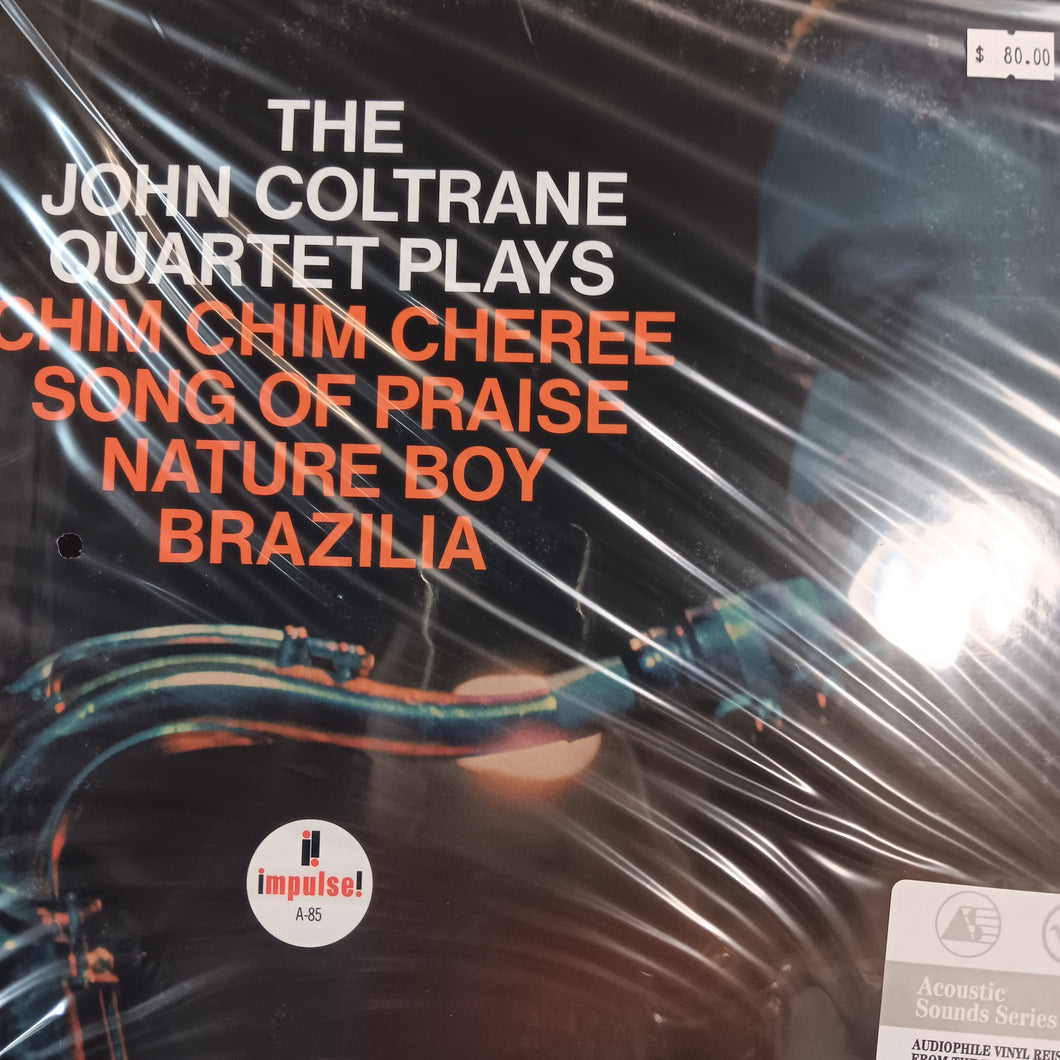 $ 80.00
THE
JOHN COLTRANE
QUARTET PLAYS
CHIM CHIM CHEREE
SONG OF PRAISE
NATURE BOY
BRAZILIA
i!
impulse!
A-85
AS
Acoustic
Sounds Series
AUDIOPHILE VINYL